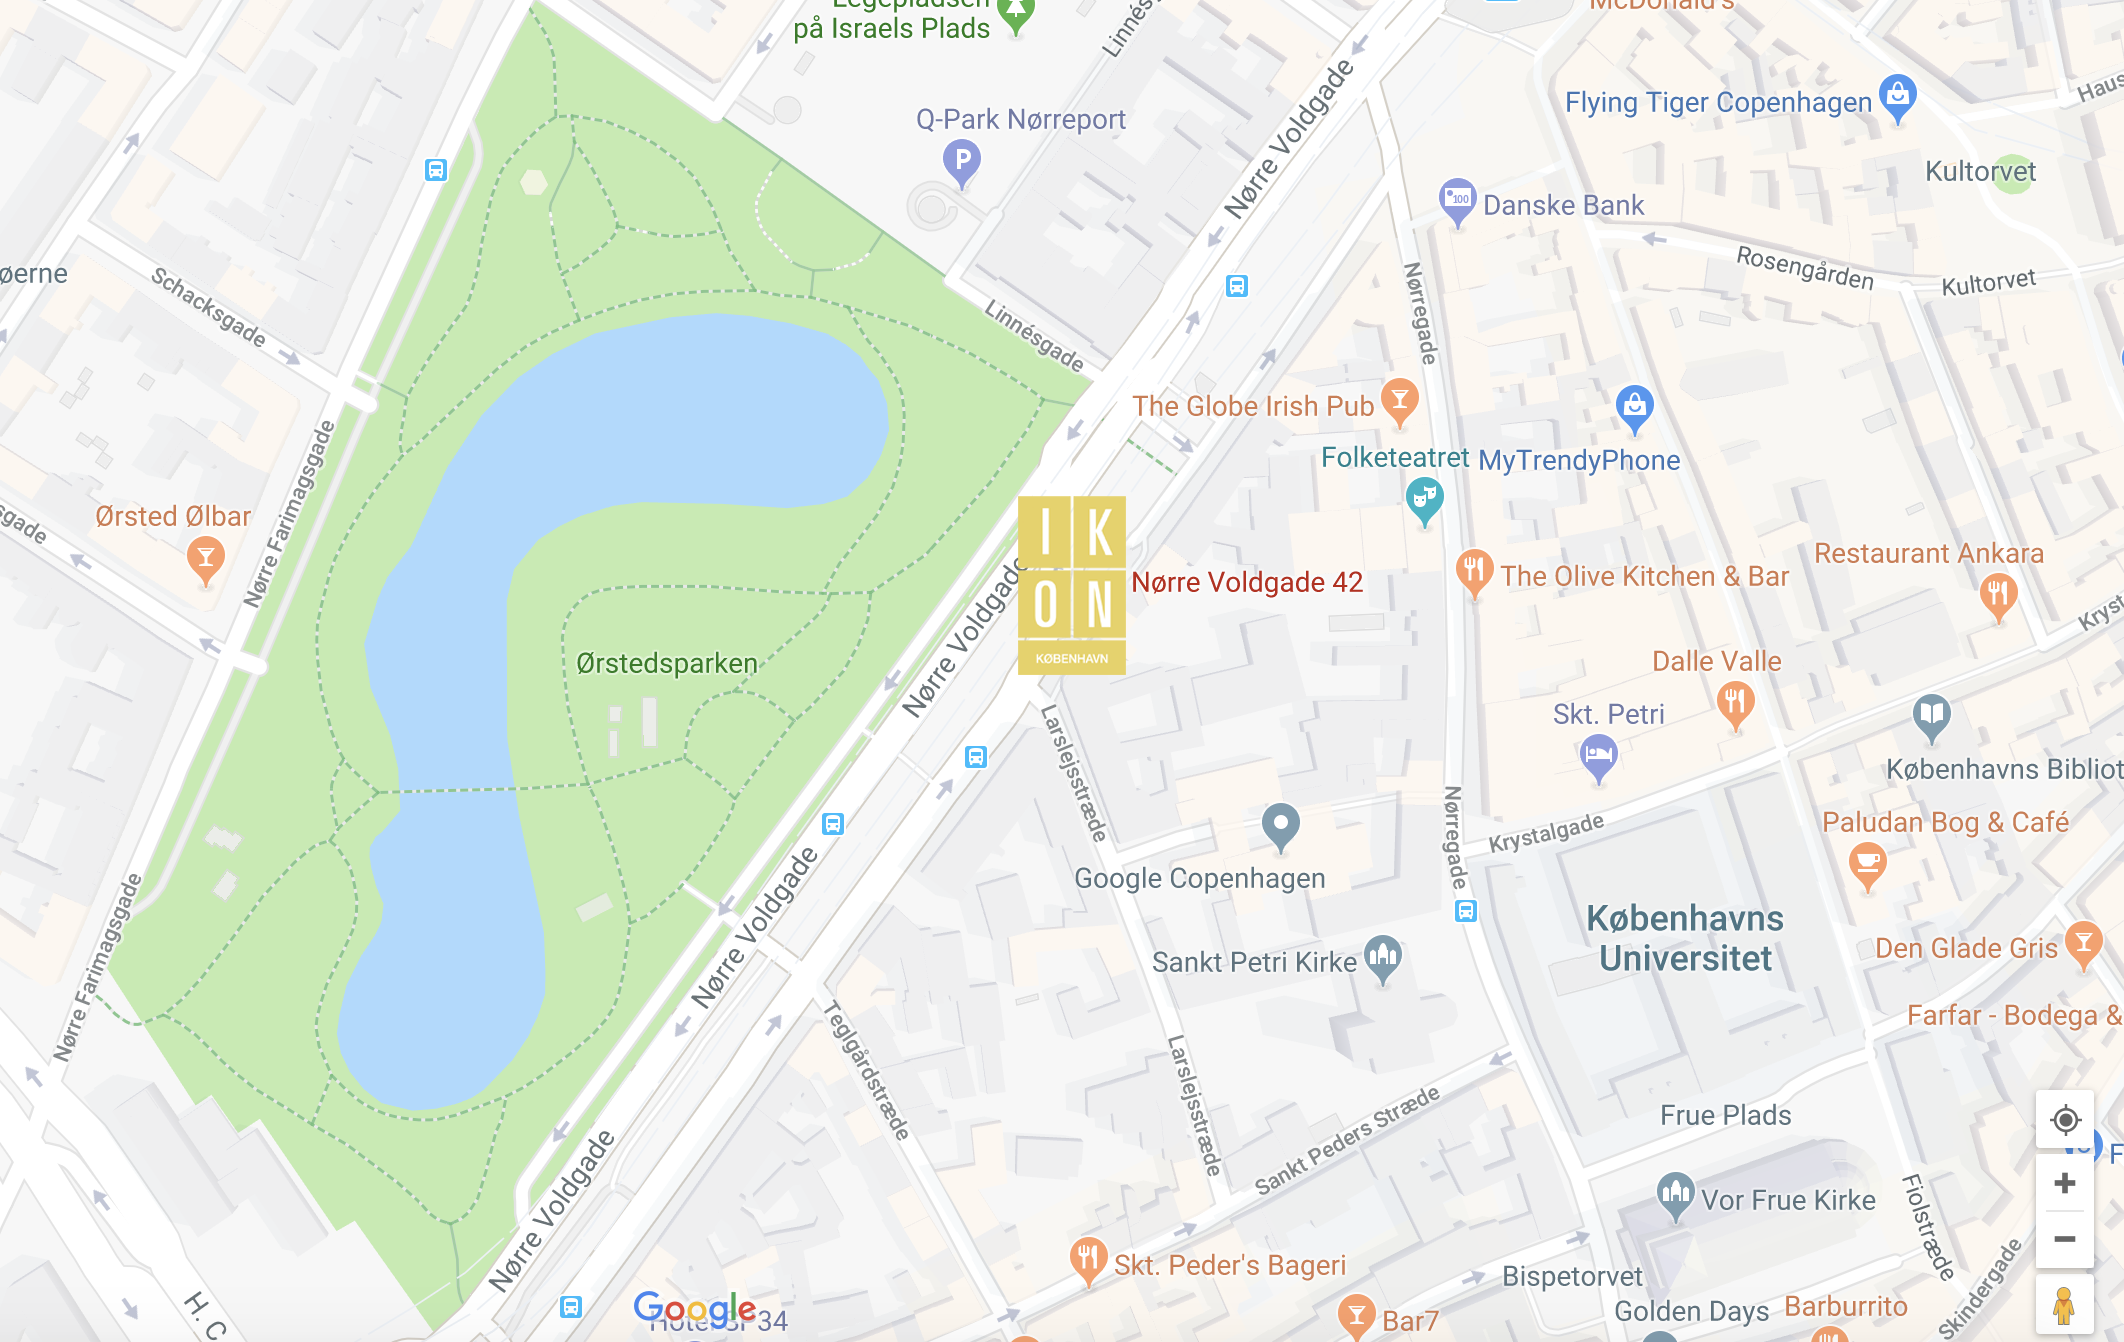 Legepladsen
på Israels Plads
Linnés
McDonald's
Nørre Voldgade
Flying Tiger Copenhagen
Q-Park Nørreport
P
Haus
Kultorvet
100
Danske Bank
Rosengården
Kultorvet
øerne
Schacksgade
Linnésgade
Nørregade
The Globe Irish Pub
Folketeatret
MyTrendyPhone
Ørsted Ølbar
sgade
Nørre Farimagsgade
I K
O N
KØBENHAVN
Nørre Voldgade
Nørre Voldgade 42
The Olive Kitchen & Bar
Restaurant Ankara
Kryst
Ørstedsparken
Dalle Valle
Skt. Petri
Larslejsstræde
Københavns Bibliot
Nørregade
Krystalgade
Paludan Bog & Café
Google Copenhagen
Nørre Voldgade
Københavns
Universitet
Nørre Farimagsgade
Sankt Petri Kirke
Den Glade Gris
Farfar - Bodega &
Teglgårdstræde
Larslejsstræde
Sankt Peders Stræde
Frue Plads
F
Vor Frue Kirke
Fiolstræde
Nørre Voldgade
Skt. Peder's Bageri
Bispetorvet
Skindergade
H. C
Google
34
Golden Days
Barburrito
Bar7